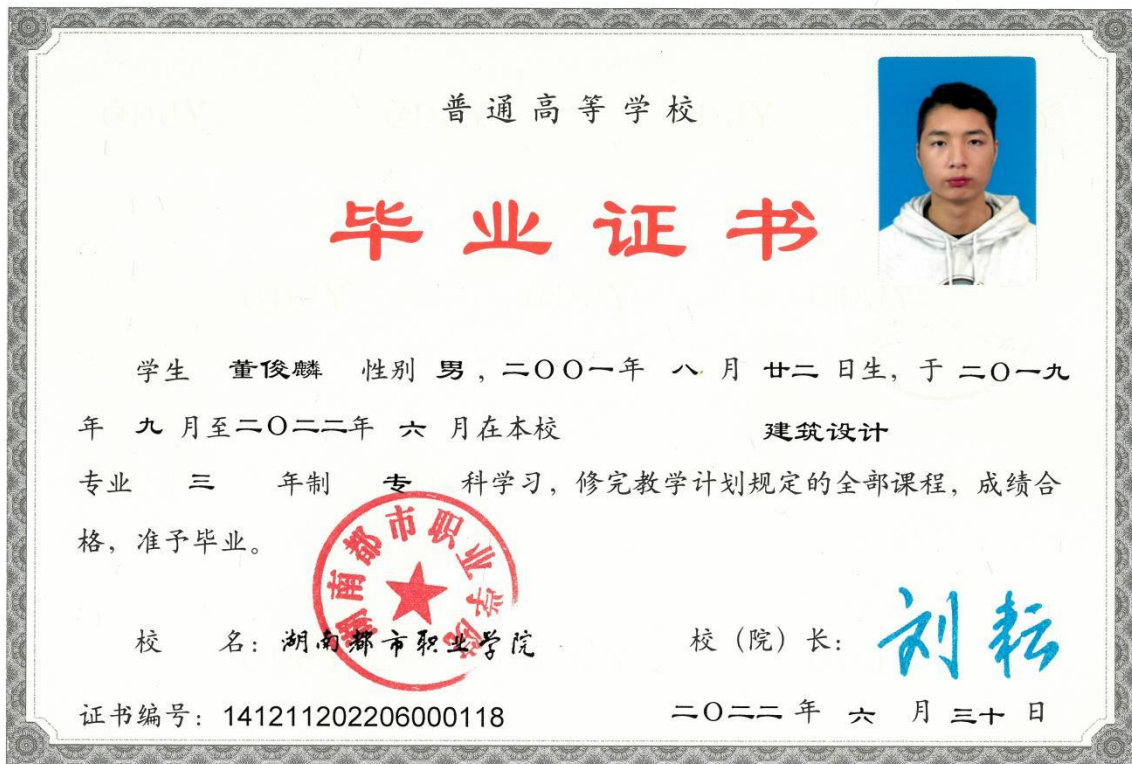 普通高等学校
毕业证书
学生 董俊麟 性别 男，二〇〇一年 八 月 廿二 日生，于 二〇一九
年 九 月至二〇二二年 六 月在本校 建筑设计
专业 三 年制 专 科学习，修完教学计划规定的全部课程，成绩合
格，准予毕业。
湖南都市职业学院
校 名：湖南都市职业学院 校（院）长：刘耘
证书编号：141211202206000118 二〇二二 年 六 月 三十 日